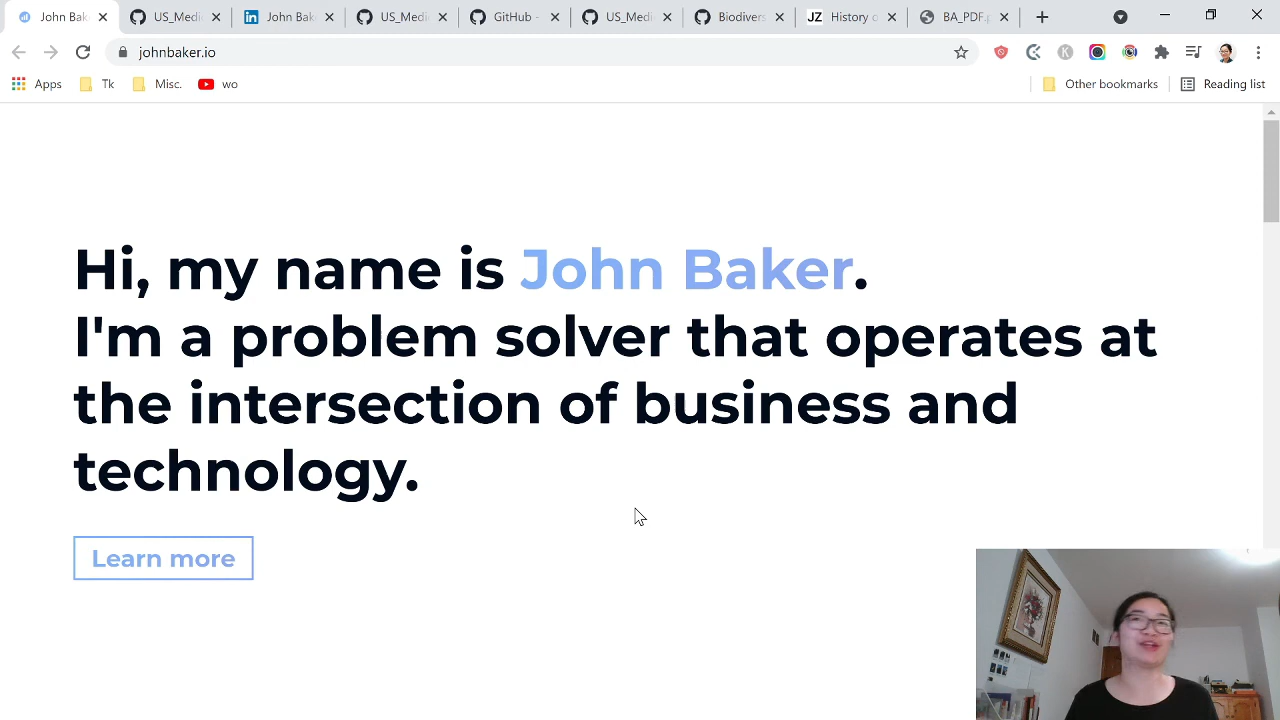 John Bak
US_Medi
John Bak
US_Medi
GitHub -
US_Medi
Biodivers
JZ History o
BA_PDF.p
johnbaker.io
Apps Tk Misc. wo Other bookmarks Reading list
Hi, my name is John Baker.
I'm a problem solver that operates at
the intersection of business and
technology.
Learn more